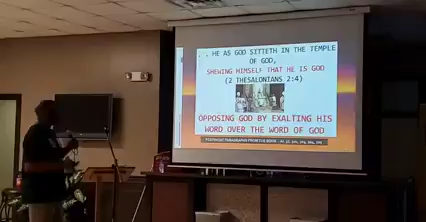 . . HE AS GOD SITTETH IN THE TEMPLE
OF GOD,
SHEWING HIMSELF THAT HE IS GOD
(2 THESALONIANS 2:4)
OPPOSING GOD BY EXALTING HIS
WORD OVER THE WORD OF GOD